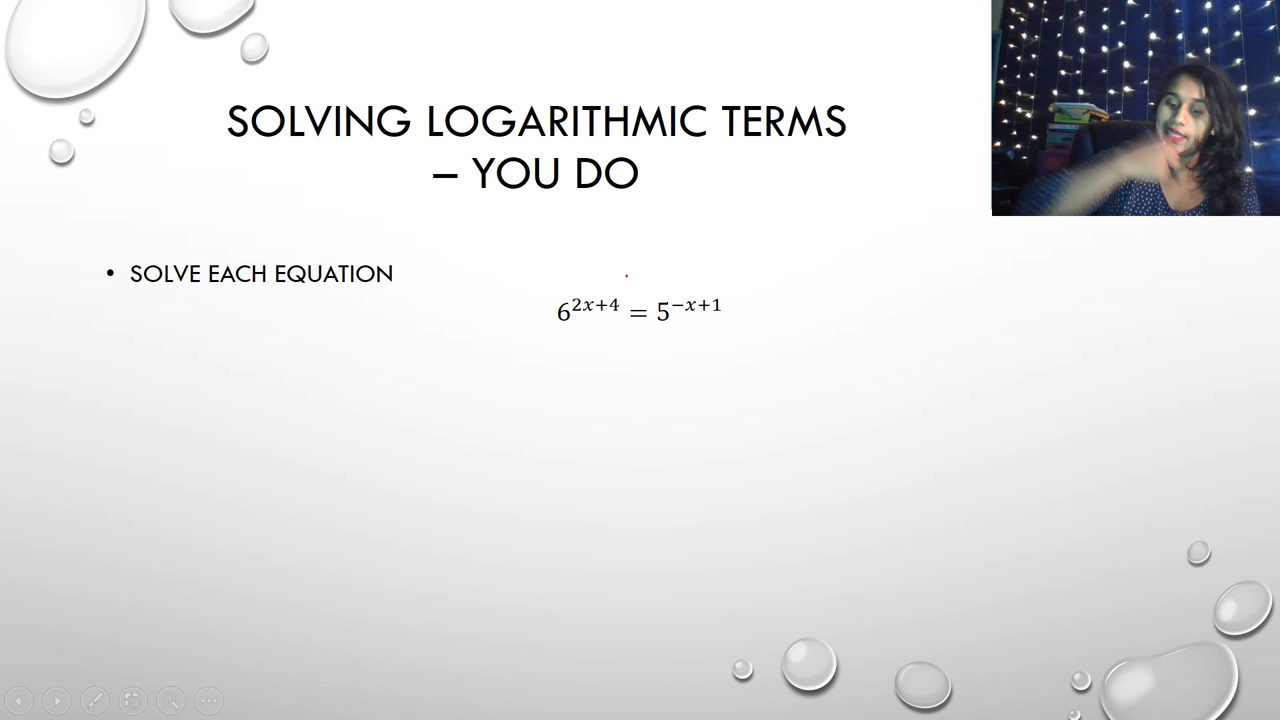 SOLVING LOGARITHMIC TERMS
– YOU DO
• SOLVE EACH EQUATION
6^{2x+4} = 5^{-x+1}